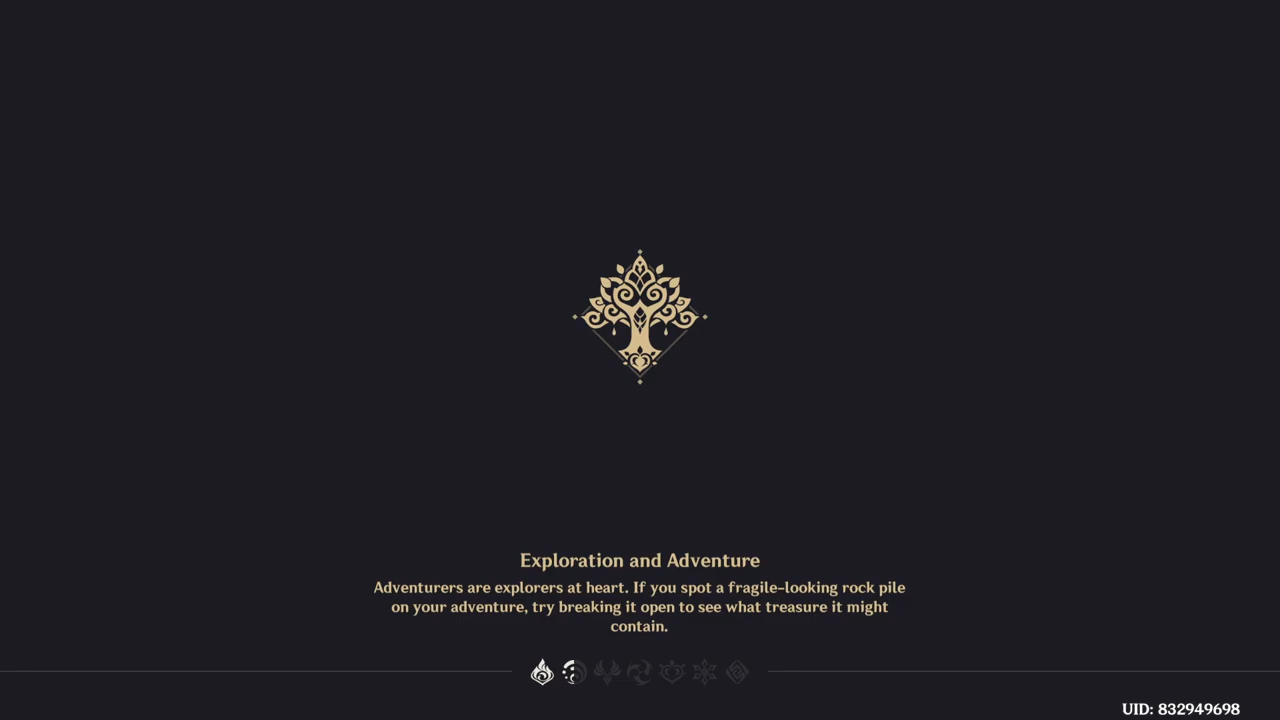 Exploration and Adventure
Adventurers are explorers at heart. If you spot a fragile-looking rock pile
on your adventure, try breaking it open to see what treasure it might
contain.
UID: 832949698